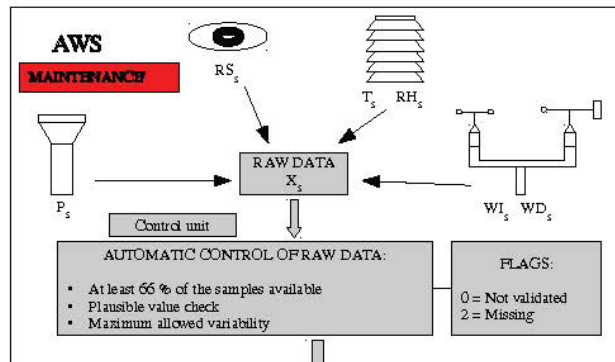 AWS
MAINTENANCE
RSs
Ts RHs
Ps
RAW DATA
Xs
WIs WDs
Control unit
AUTOMATIC CONTROL OF RAW DATA:
• At least 66 % of the samples available
• Plausible value check
• Maximum allowed variability
FLAGS:
0 = Not validated
2 = Missing